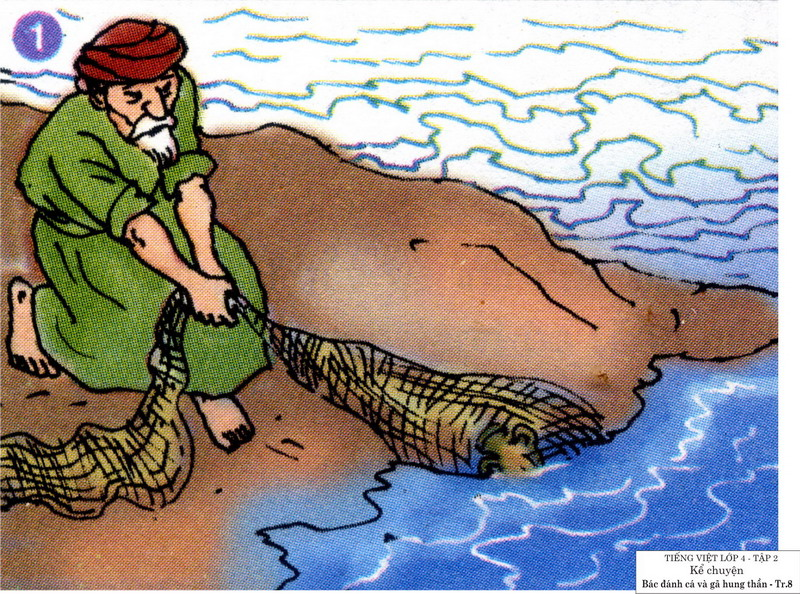 1
TIẾNG VIỆT LỚP 4 - TẬP 2
Kể chuyện
Bác đánh cá và gã hung thần - Tr.8